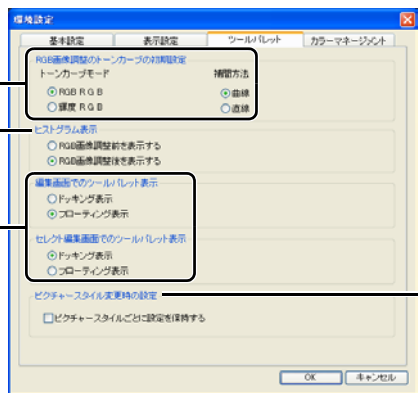 環境設定
基本設定 表示設定 ツールパレット カラーマネージメント
RGB画像調整のトーンカーブの初期設定
トーンカーブモード 補間方法
RGB R G B 曲線
輝度 R G B 直線
ヒストグラム表示
RGB画像調整前を表示する
RGB画像調整後を表示する
編集画面でのツールパレット表示
ドッキング表示
フローティング表示
セレクト編集画面でのツールパレット表示
ドッキング表示
フローティング表示
ピクチャースタイル変更時の設定
ピクチャースタイルごとに設定を保持する
OK キャンセル